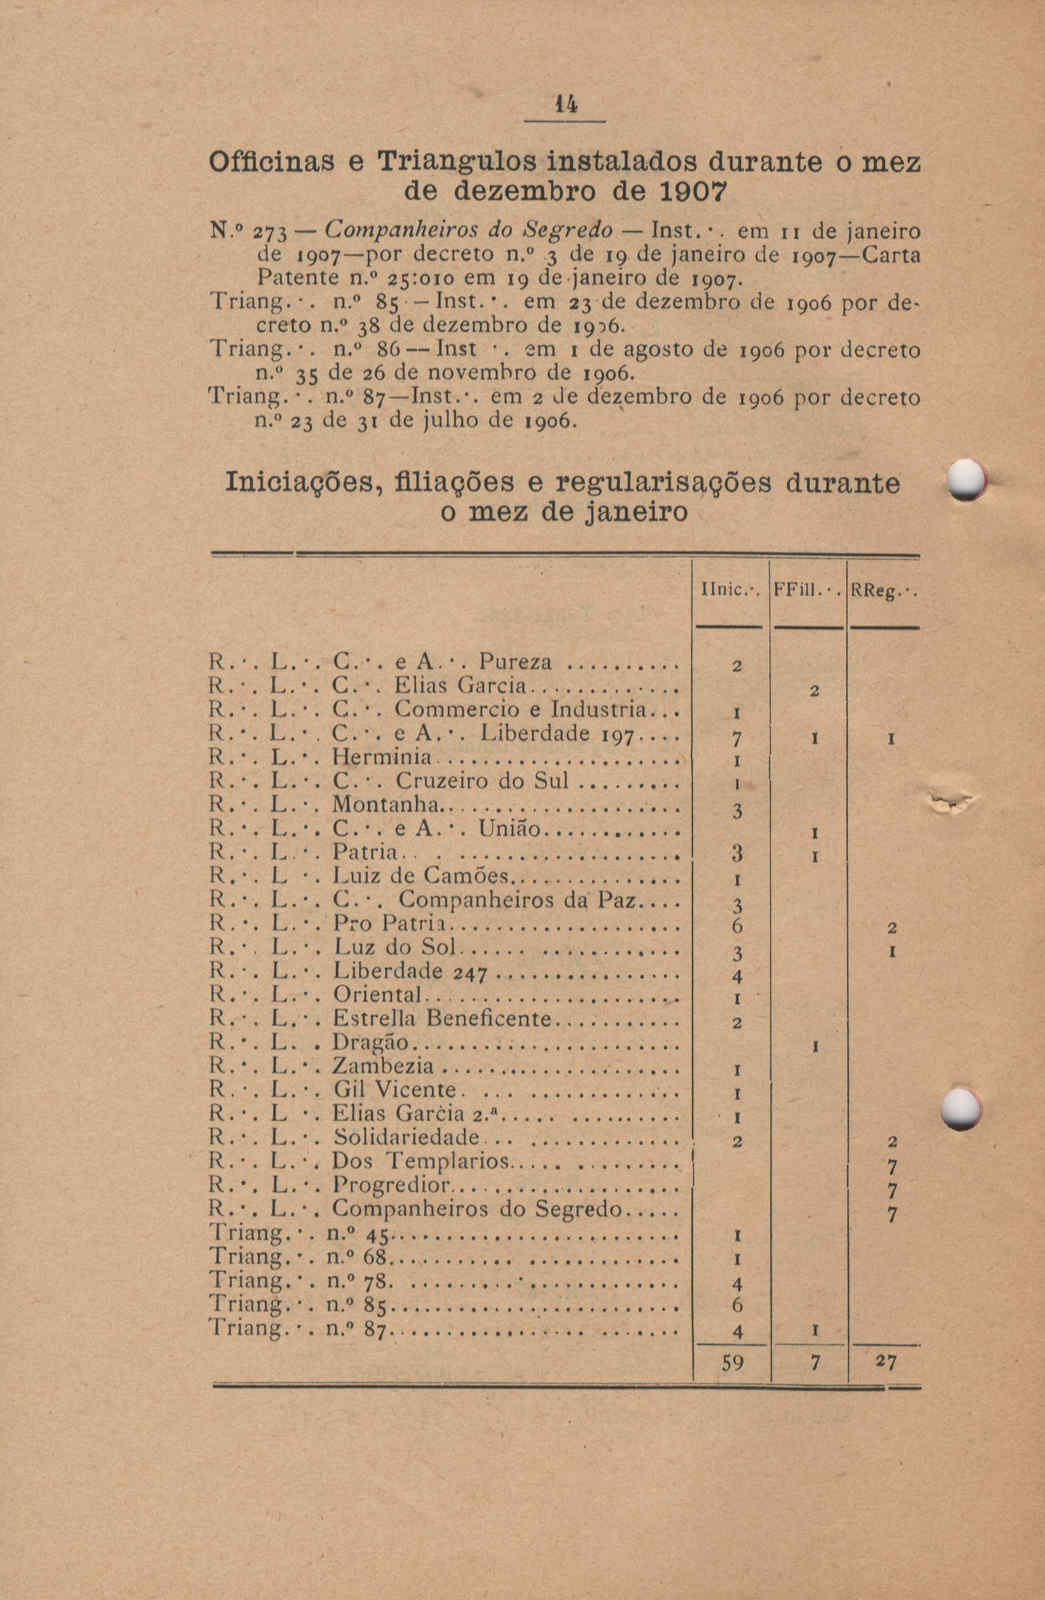 14
Officinas e Triangulos instalados durante o mez
de dezembro de 1907
N.º 273 — Companheiros do Segredo — Inst.·. em 11 de janeiro
de 1907—por decreto n.º 3 de 19 de janeiro de 1907—Carta
Patente n.º 25:010 em 19 de janeiro de 1907.
Triang.·. n.º 85 — Inst.·. em 23 de dezembro de 1906 por de-
creto n.º 38 de dezembro de 1906.
Triang.·. n.º 86 — Inst ·. em 1 de agosto de 1906 por decreto
n.º 35 de 26 de novembro de 1906.
Triang.·. n.º 87—Inst.·. em 2 de dezembro de 1906 por decreto
n.º 23 de 31 de julho de 1906.
Iniciações, filiações e regularisações durante
o mez de janeiro
IInic.·. FFill.·. RReg.·.
R.·. L.·. C.·. e A.·. Pureza .......... 2
R.·. L.·. C.·. Elias Garcia............. 2
R.·. L.·. C.·. Commercio e Industria... 1
R.·. L.·. C.·. e A.·. Liberdade 197.... 7 1 1
R.·. L.·. Herminia..................... 1
R.·. L.·. C.·. Cruzeiro do Sul ......... 1
R.·. L.·. Montanha..................... 3
R.·. L.·. C.·. e A.·. União............ 1
R.·. L.·. Patria.. . ................... 3 1
R.·. L ·. Luiz de Camões............... 1
R.·. L.·. C.·. Companheiros da Paz.... 3
R.·. L.·. Pro Patria.................... 6 2
R.·. L.·. Luz do Sol...... ............ 3 1
R.·. L.·. Liberdade 247 ................ 4
R.·. L.·. Oriental...................... 1
R.·. L.·. Estrella Beneficente........... 2
R.·. L. . Dragão....................... 1
R.·. L.·. Zambezia ..................... 1
R.·. L.·. Gil Vicente. ... ............. 1
R.·. L ·. Elias Garcia 2.ª..... .......... 1
R.·. L.·. Solidariedade... ............. 2 2
R.·. L.·. Dos Templarios..... ......... 7
R.·. L.·. Progredior.................... 7
R.·. L.·. Companheiros do Segredo..... 7
Triang.·. n.º 45......................... 1
Triang.·. n.º 68........... ............. 1
Triang.·. n.º 78. ....................... 4
Triang.·. n.º 85......................... 6
Triang.·. n.º 87................ ....... 4 1
59 7 27